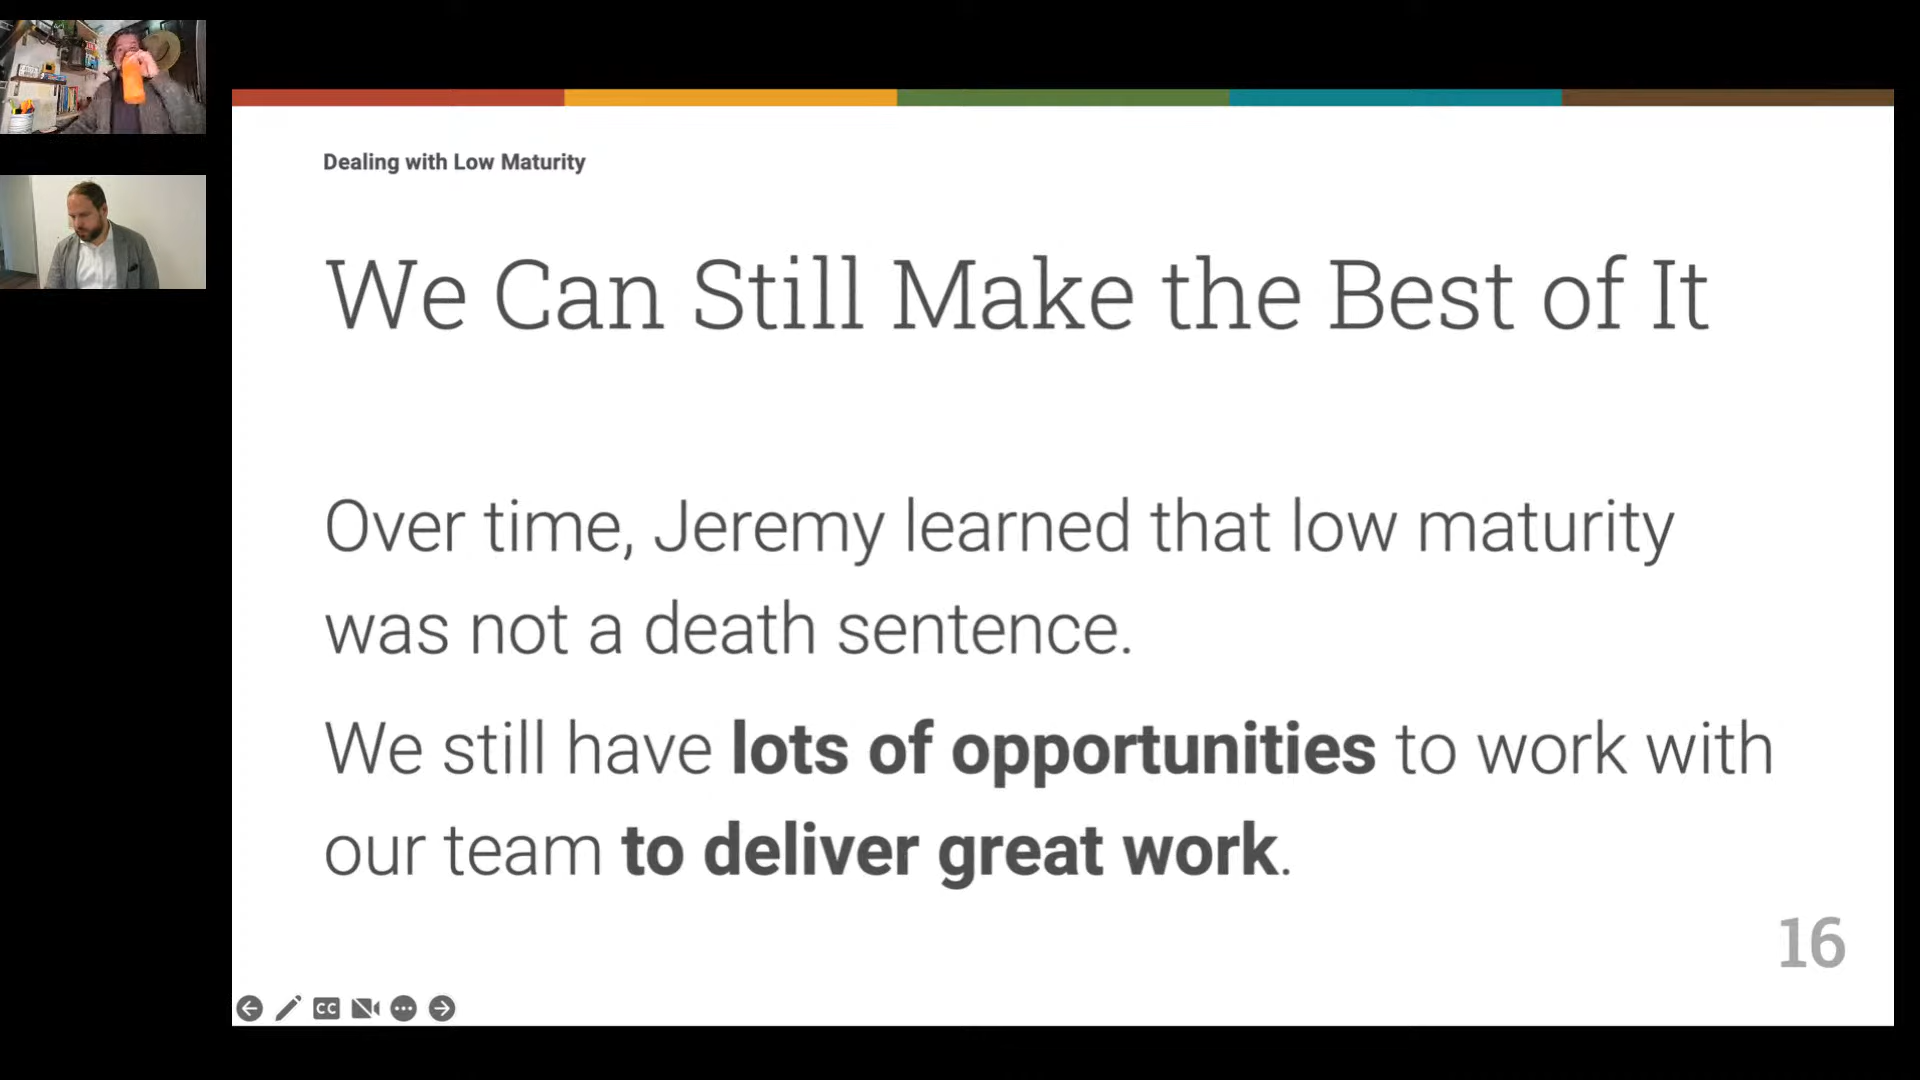 Dealing with Low Maturity
We Can Still Make the Best of It
Over time, Jeremy learned that low maturity
was not a death sentence.
We still have lots of opportunities to work with
our team to deliver great work.
16
CC